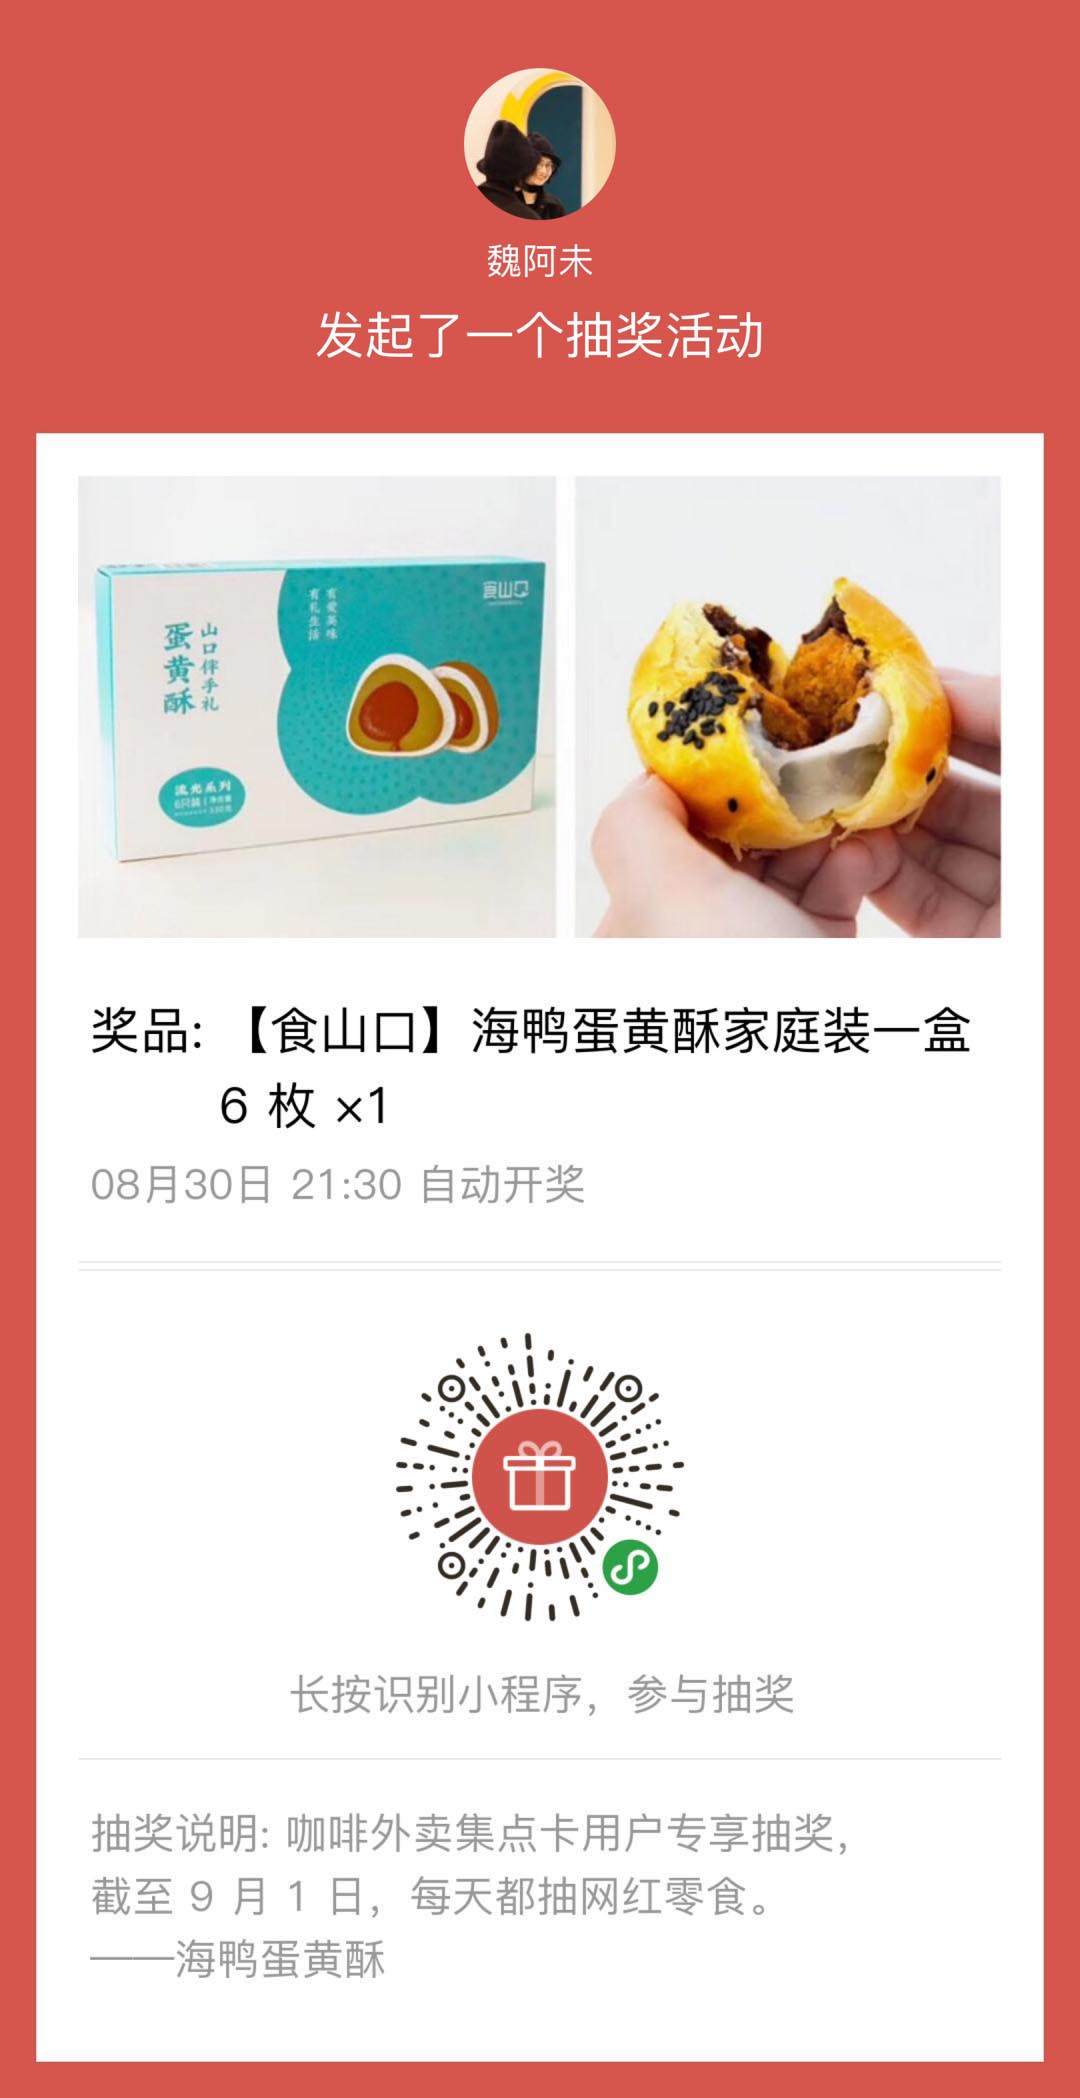 魏阿未
发起了一个抽奖活动
食山口
有爱美味
有礼生活
山口伴手礼
蛋黄酥
流光系列
6只装
奖品: 【食山口】海鸭蛋黄酥家庭装一盒
6 枚 ×1
08月30日 21:30 自动开奖
长按识别小程序，参与抽奖
抽奖说明: 咖啡外卖集点卡用户专享抽奖，
截至 9 月 1 日，每天都抽网红零食。
——海鸭蛋黄酥